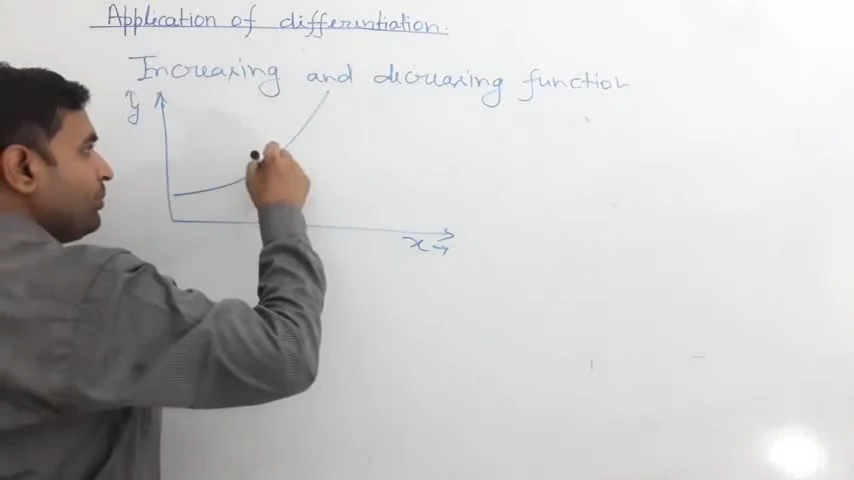 Application of differentiation.
Increasing and decreasing function
y
x